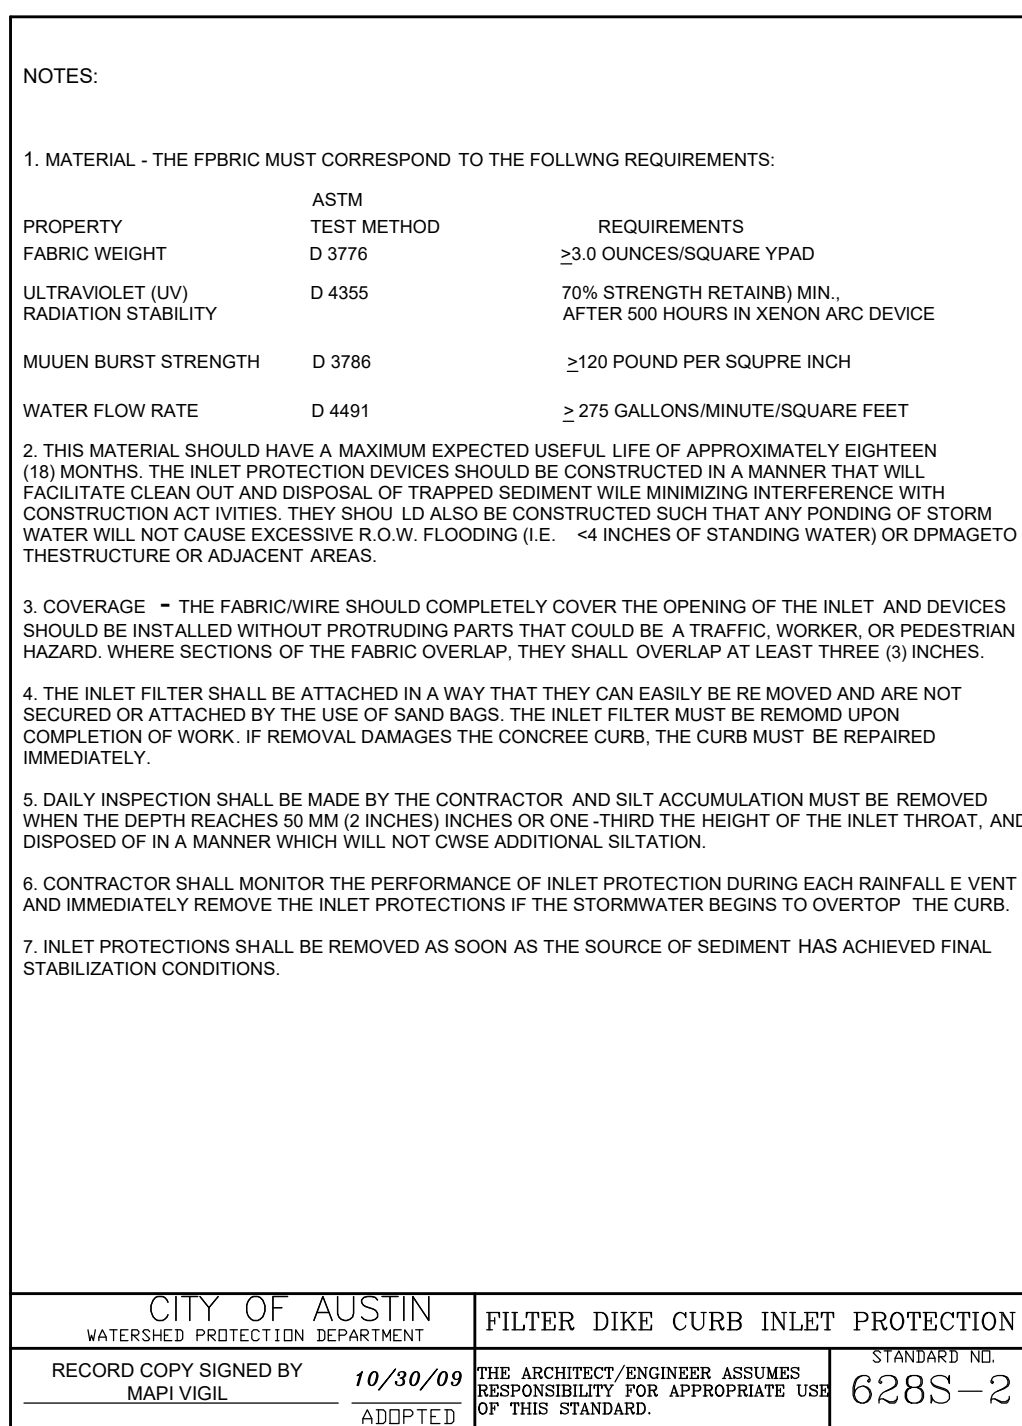 NOTES:
1. MATERIAL - THE FPBRIC MUST CORRESPOND TO THE FOLLWNG REQUIREMENTS:
ASTM
PROPERTY TEST METHOD REQUIREMENTS
FABRIC WEIGHT D 3776 >3.0 OUNCES/SQUARE YPAD
ULTRAVIOLET (UV) D 4355 70% STRENGTH RETAINB) MIN.,
RADIATION STABILITY AFTER 500 HOURS IN XENON ARC DEVICE
MUUEN BURST STRENGTH D 3786 >120 POUND PER SQUPRE INCH
WATER FLOW RATE D 4491 > 275 GALLONS/MINUTE/SQUARE FEET
2. THIS MATERIAL SHOULD HAVE A MAXIMUM EXPECTED USEFUL LIFE OF APPROXIMATELY EIGHTEEN
(18) MONTHS. THE INLET PROTECTION DEVICES SHOULD BE CONSTRUCTED IN A MANNER THAT WILL
FACILITATE CLEAN OUT AND DISPOSAL OF TRAPPED SEDIMENT WILE MINIMIZING INTERFERENCE WITH
CONSTRUCTION ACT IVITIES. THEY SHOU LD ALSO BE CONSTRUCTED SUCH THAT ANY PONDING OF STORM
WATER WILL NOT CAUSE EXCESSIVE R.O.W. FLOODING (I.E. <4 INCHES OF STANDING WATER) OR DPMAGETO
THESTRUCTURE OR ADJACENT AREAS.
3. COVERAGE - THE FABRIC/WIRE SHOULD COMPLETELY COVER THE OPENING OF THE INLET AND DEVICES
SHOULD BE INSTALLED WITHOUT PROTRUDING PARTS THAT COULD BE A TRAFFIC, WORKER, OR PEDESTRIAN
HAZARD. WHERE SECTIONS OF THE FABRIC OVERLAP, THEY SHALL OVERLAP AT LEAST THREE (3) INCHES.
4. THE INLET FILTER SHALL BE ATTACHED IN A WAY THAT THEY CAN EASILY BE RE MOVED AND ARE NOT
SECURED OR ATTACHED BY THE USE OF SAND BAGS. THE INLET FILTER MUST BE REMOMD UPON
COMPLETION OF WORK. IF REMOVAL DAMAGES THE CONCREE CURB, THE CURB MUST BE REPAIRED
IMMEDIATELY.
5. DAILY INSPECTION SHALL BE MADE BY THE CONTRACTOR AND SILT ACCUMULATION MUST BE REMOVED
WHEN THE DEPTH REACHES 50 MM (2 INCHES) INCHES OR ONE -THIRD THE HEIGHT OF THE INLET THROAT, AND
DISPOSED OF IN A MANNER WHICH WILL NOT CWSE ADDITIONAL SILTATION.
6. CONTRACTOR SHALL MONITOR THE PERFORMANCE OF INLET PROTECTION DURING EACH RAINFALL E VENT
AND IMMEDIATELY REMOVE THE INLET PROTECTIONS IF THE STORMWATER BEGINS TO OVERTOP THE CURB.
7. INLET PROTECTIONS SHALL BE REMOVED AS SOON AS THE SOURCE OF SEDIMENT HAS ACHIEVED FINAL
STABILIZATION CONDITIONS.
CITY OF AUSTIN
WATERSHED PROTECTION DEPARTMENT
FILTER DIKE CURB INLET PROTECTION
RECORD COPY SIGNED BY
MAPI VIGIL
10/30/09
ADOPTED
THE ARCHITECT/ENGINEER ASSUMES
RESPONSIBILITY FOR APPROPRIATE USE
OF THIS STANDARD.
STANDARD NO.
628S-2